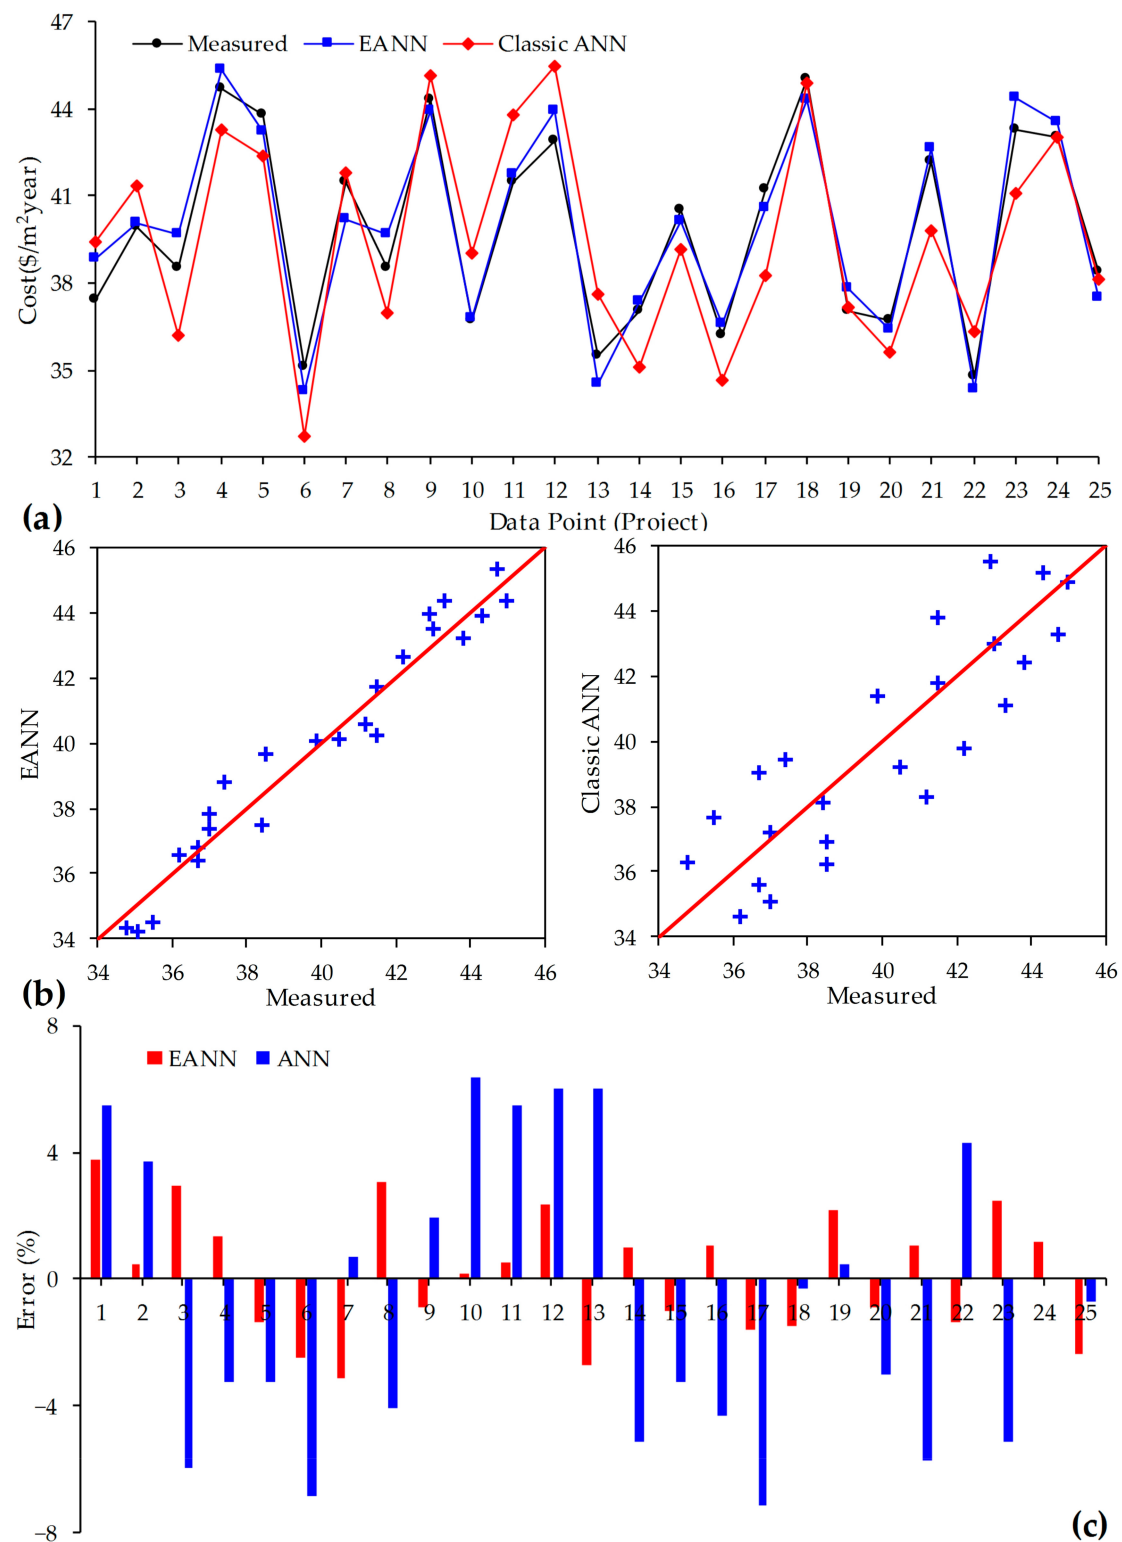 47
Measured EANN Classic ANN
44
41
38
35
32
Cost($/m²year)
1 2 3 4 5 6 7 8 9 10 11 12 13 14 15 16 17 18 19 20 21 22 23 24 25
(a)
Data Point (Project)
46
44
42
40
38
36
34
EANN
34 36 38 40 42 44 46
Measured
(b)
46
44
42
40
38
36
34
Classic ANN
34 36 38 40 42 44 46
Measured
8
EANN ANN
4
0
−4
−8
Error (%)
1 2 3 4 5 6 7 8 9 10 11 12 13 14 15 16 17 18 19 20 21 22 23 24 25
(c)